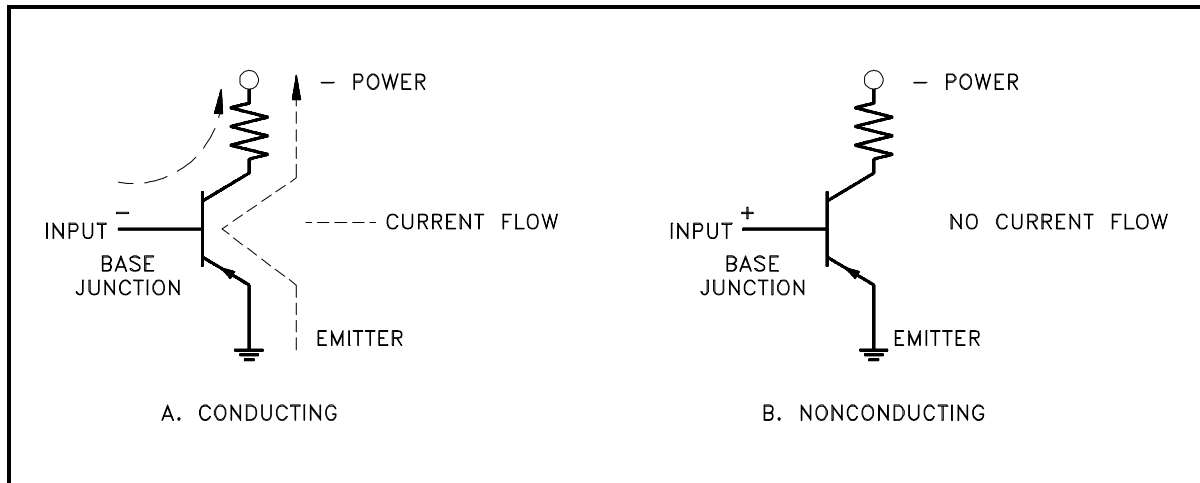 − POWER
−
INPUT
BASE
JUNCTION
CURRENT FLOW
EMITTER
A. CONDUCTING
− POWER
+
INPUT
BASE
JUNCTION
NO CURRENT FLOW
EMITTER
B. NONCONDUCTING